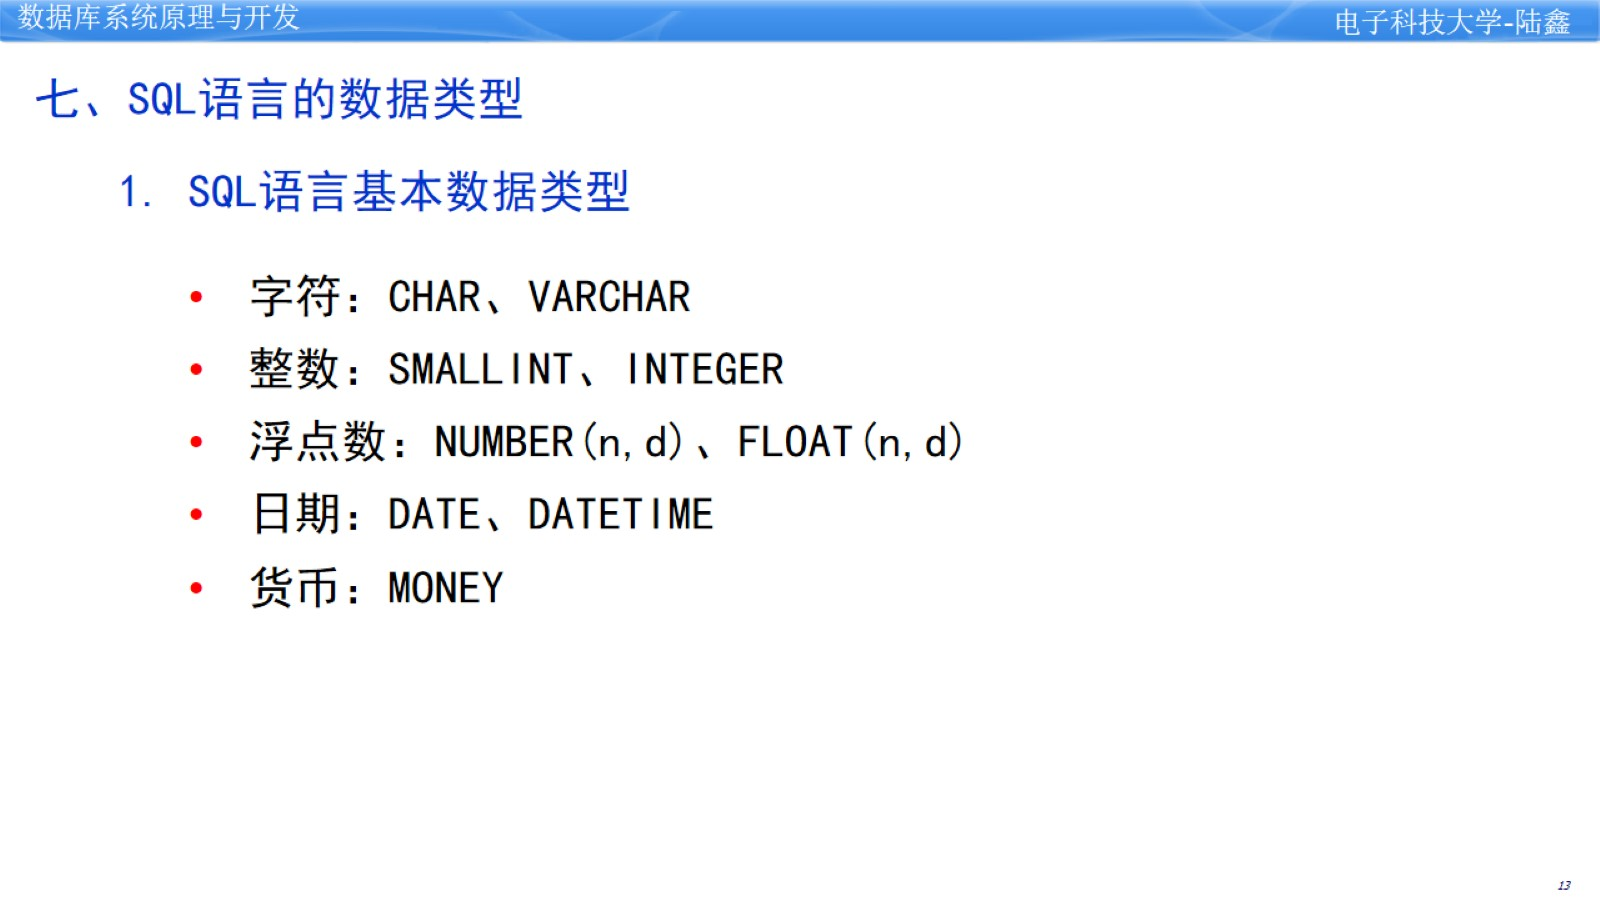 数据库系统原理与开发
电子科技大学-陆鑫
七、SQL语言的数据类型
1. SQL语言基本数据类型
• 字符：CHAR、VARCHAR
• 整数：SMALLINT、INTEGER
• 浮点数：NUMBER(n,d)、FLOAT(n,d)
• 日期：DATE、DATETIME
• 货币：MONEY
13